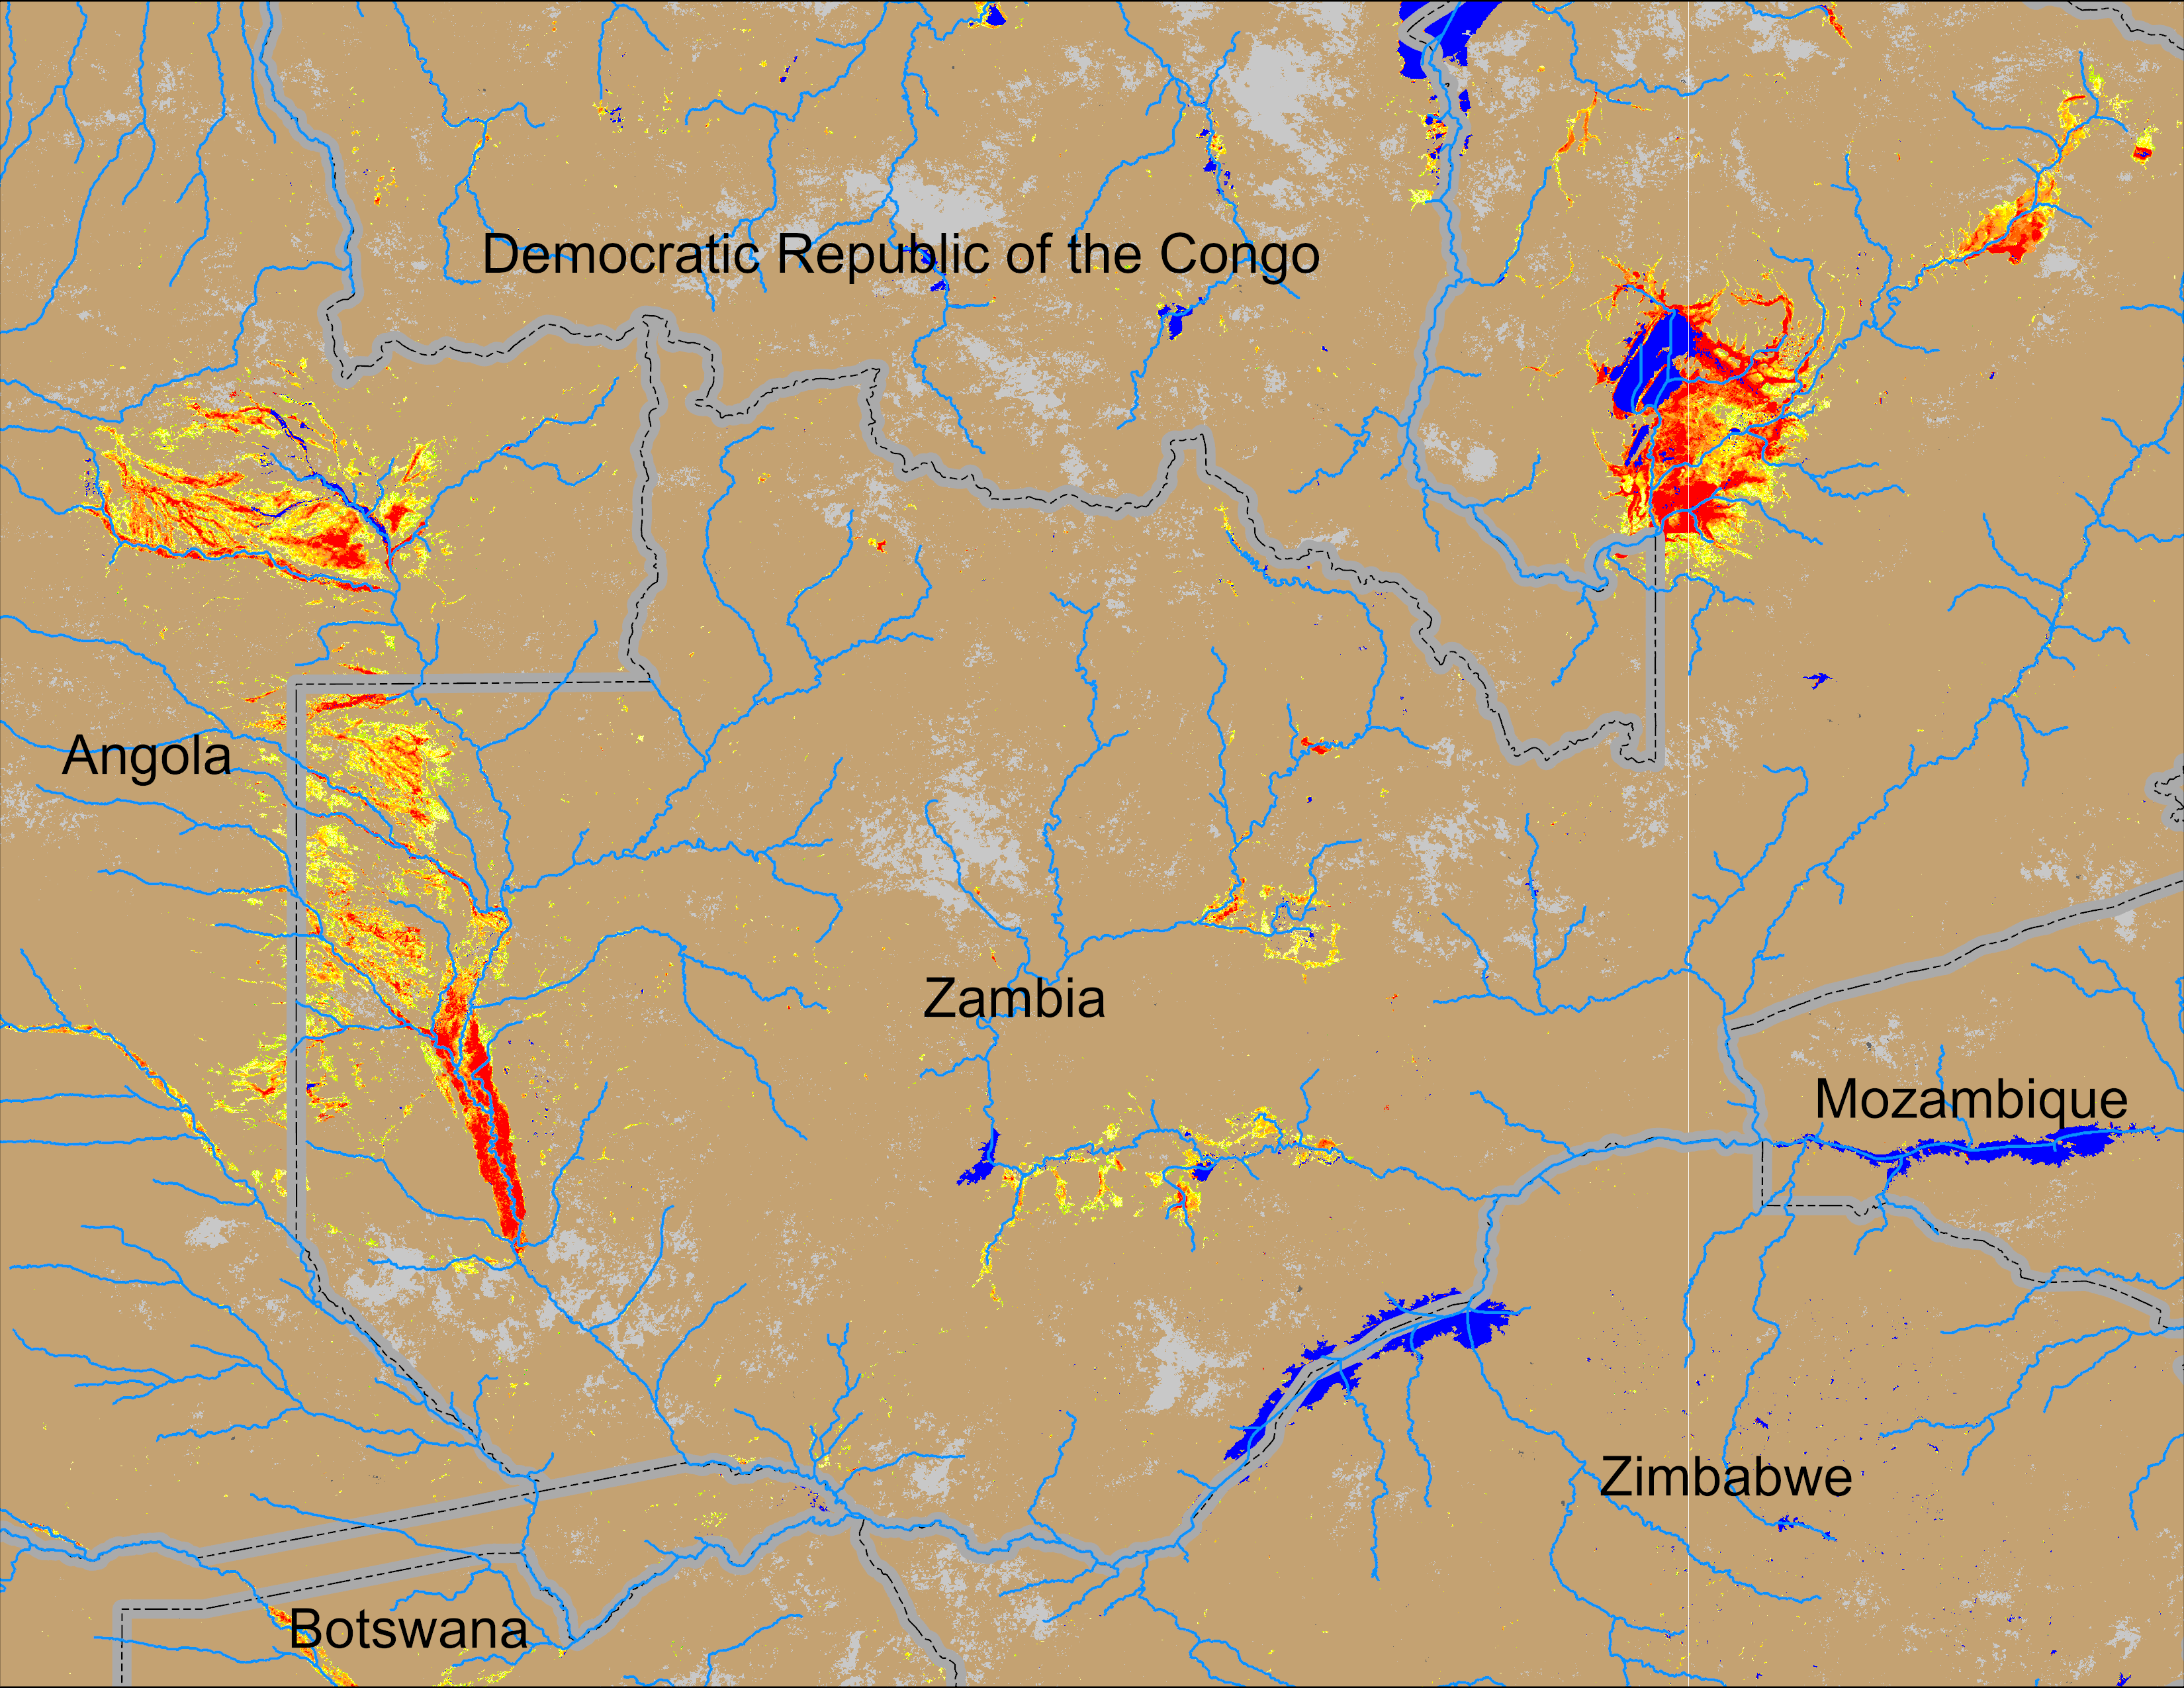 Democratic Republic of the Congo
Angola
Zambia
Mozambique
Zimbabwe
Botswana